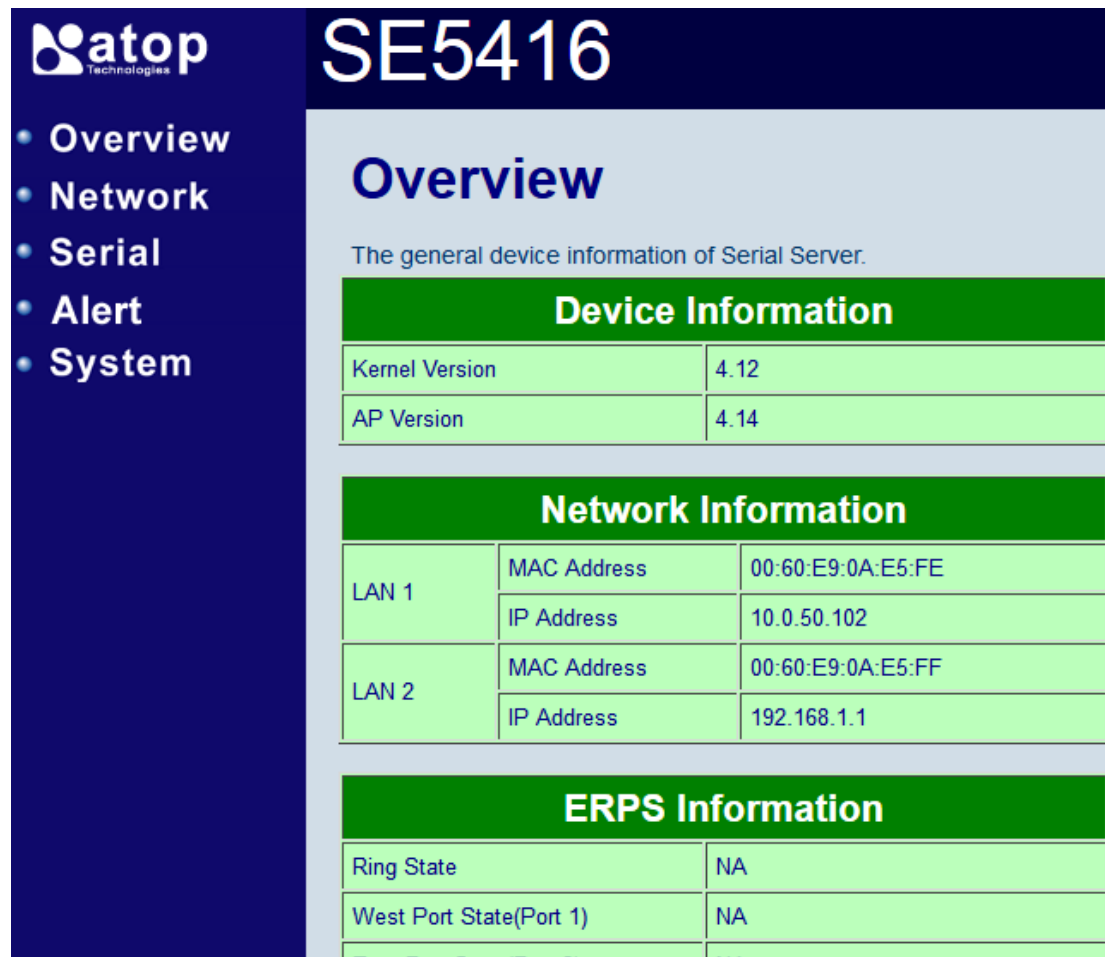 atop
Technologies
SE5416
Overview
Network
Serial
Alert
System
Overview
The general device information of Serial Server.
Device Information
Kernel Version 4.12
AP Version 4.14
Network Information
LAN 1 MAC Address 00:60:E9:0A:E5:FE
IP Address 10.0.50.102
LAN 2 MAC Address 00:60:E9:0A:E5:FF
IP Address 192.168.1.1
ERPS Information
Ring State NA
West Port State(Port 1) NA